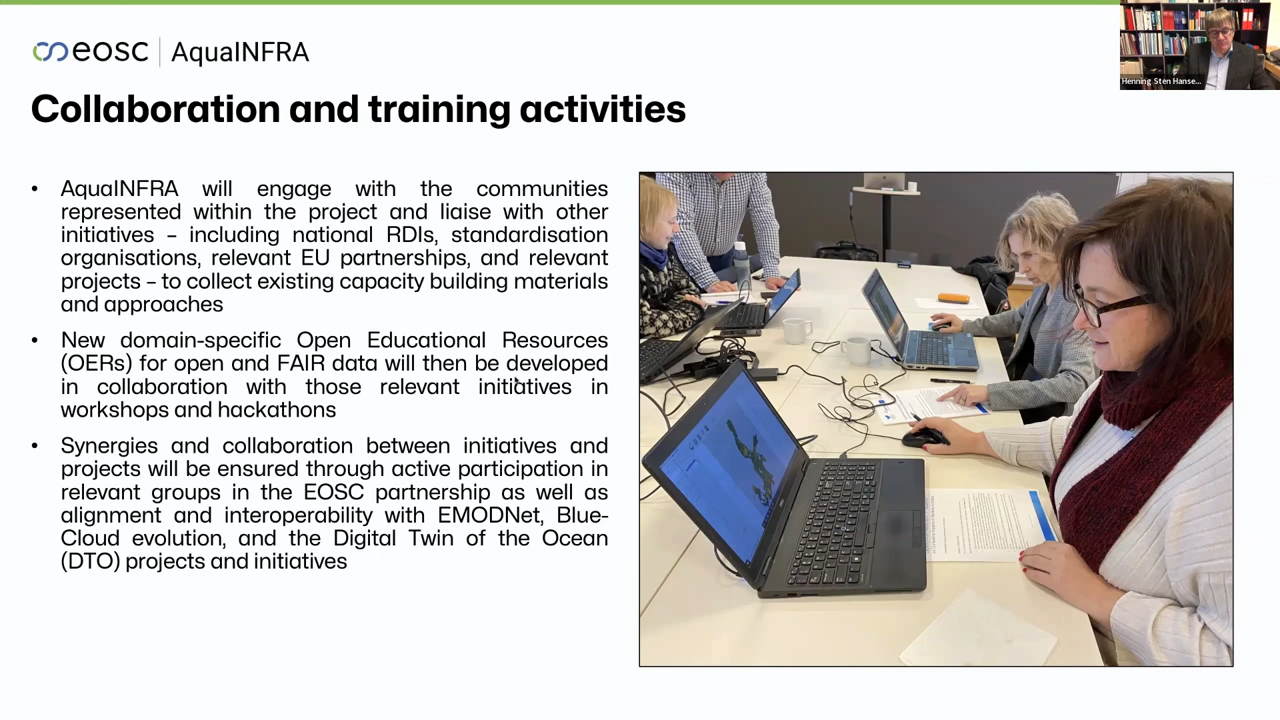 Henning Sten Hanse...
eosc | AquaINFRA
Collaboration and training activities
• AquaINFRA will engage with the communities
represented within the project and liaise with other
initiatives – including national RDIs, standardisation
organisations, relevant EU partnerships, and relevant
projects – to collect existing capacity building materials
and approaches
• New domain-specific Open Educational Resources
(OERs) for open and FAIR data will then be developed
in collaboration with those relevant initiatives in
workshops and hackathons
• Synergies and collaboration between initiatives and
projects will be ensured through active participation in
relevant groups in the EOSC partnership as well as
alignment and interoperability with EMODNet, Blue-
Cloud evolution, and the Digital Twin of the Ocean
(DTO) projects and initiatives